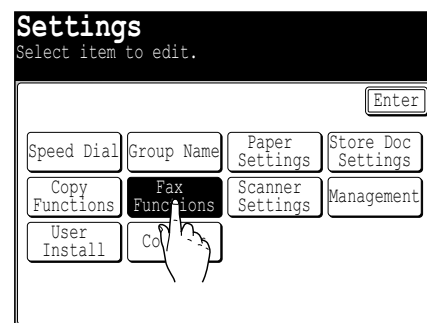 Settings
Select item to edit.
Enter
Speed Dial
Group Name
Paper
Settings
Store Doc
Settings
Copy
Functions
Fax
Functions
Scanner
Settings
Management
User
Install